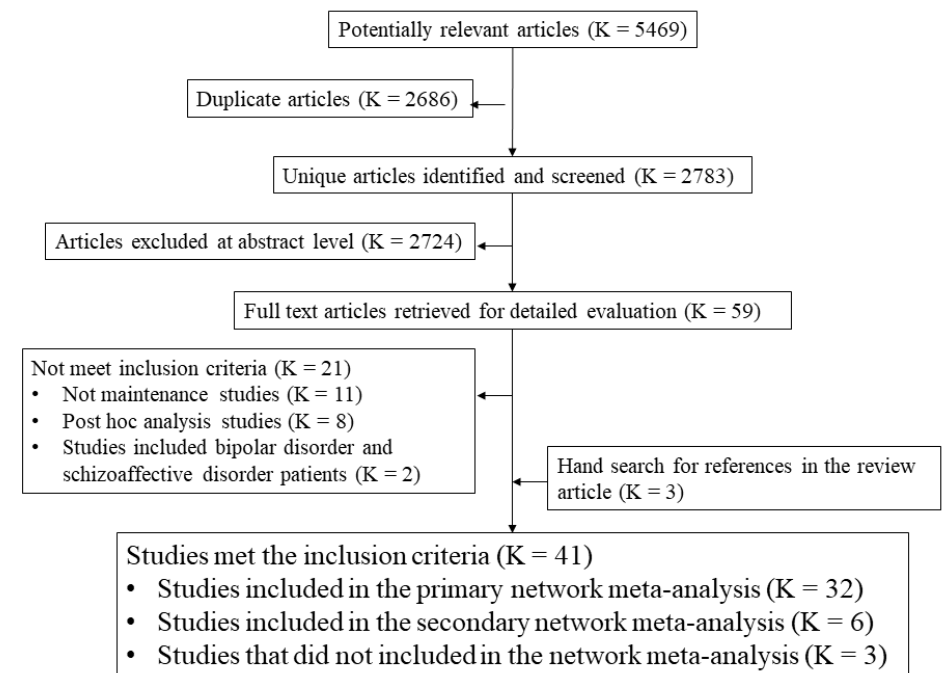 Potentially relevant articles (K = 5469)
Duplicate articles (K = 2686)
Unique articles identified and screened (K = 2783)
Articles excluded at abstract level (K = 2724)
Full text articles retrieved for detailed evaluation (K = 59)
Not meet inclusion criteria (K = 21)
• Not maintenance studies (K = 11)
• Post hoc analysis studies (K = 8)
• Studies included bipolar disorder and
schizoaffective disorder patients (K = 2)
Hand search for references in the review
article (K = 3)
Studies met the inclusion criteria (K = 41)
• Studies included in the primary network meta-analysis (K = 32)
• Studies included in the secondary network meta-analysis (K = 6)
• Studies that did not included in the network meta-analysis (K = 3)